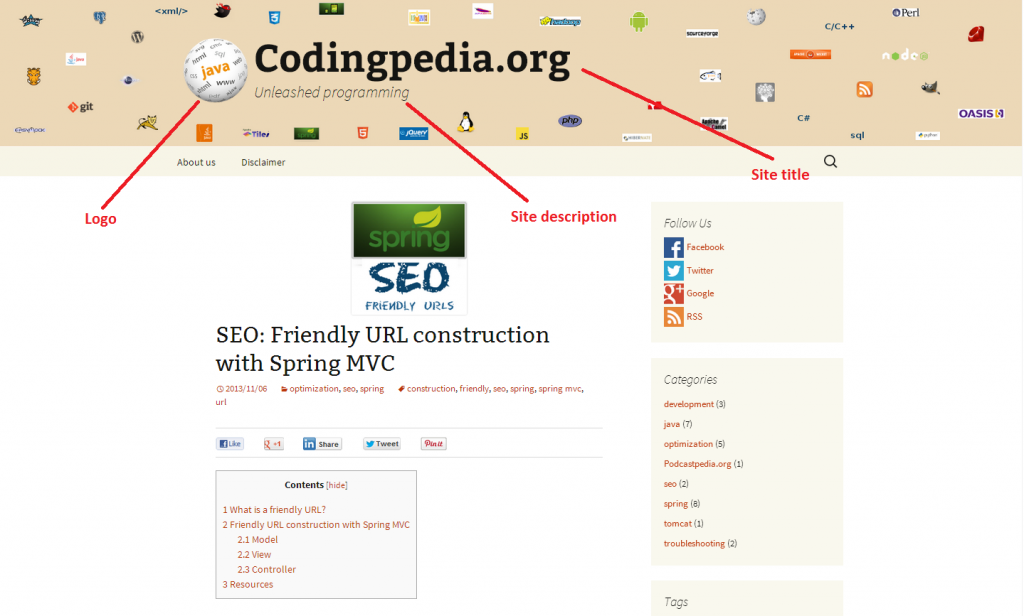 <xml/>
Perl
C/C++
sourceforge
Codingpedia.org
java
html
sql
www
Unleashed programming
node
git
OASIS
php
C#
Tiles
jQuery
JS
sql
python
About us
Disclaimer
Site title
Logo
Site description
spring
SEO
FRIENDLY URLS
SEO: Friendly URL construction
with Spring MVC
2013/11/06 optimization, seo, spring construction, friendly, seo, spring, spring mvc,
url
Like +1 Share Tweet Pinit
Contents [hide]
1 What is a friendly URL?
2 Friendly URL construction with Spring MVC
2.1 Model
2.2 View
2.3 Controller
3 Resources
Follow Us
Facebook
Twitter
Google
RSS
Categories
development (3)
java (7)
optimization (5)
Podcastpedia.org (1)
seo (2)
spring (8)
tomcat (1)
troubleshooting (2)
Tags